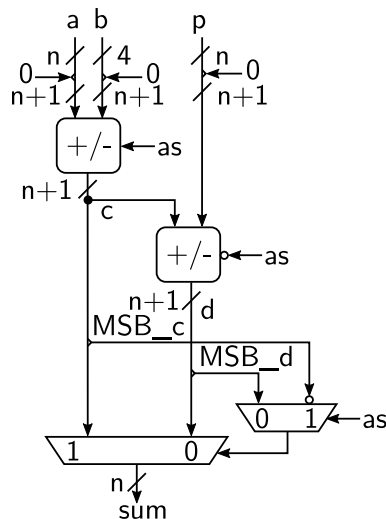 a b p
n 4 n
0 0 0
n+1 n+1 n+1
+/- as
n+1
c
+/- as
n+1 d
MSB_c
MSB_d
0 1 as
1 0
n
sum